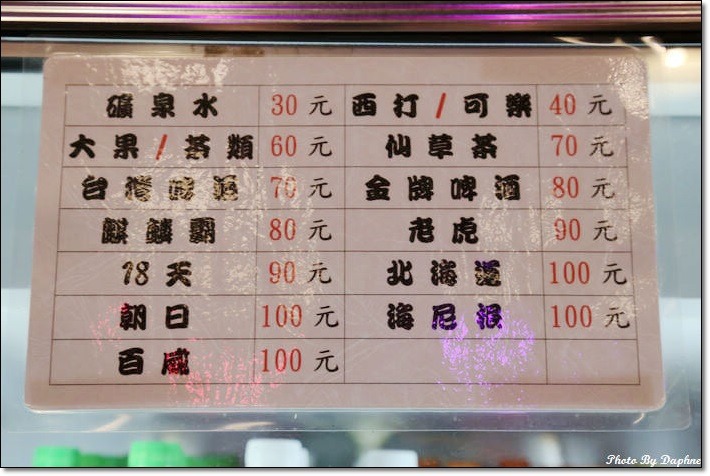 礦泉水 30元 西打/可樂 40元
大果/茶類 60元 仙草茶 70元
台灣啤酒 70元 金牌啤酒 80元
麒麟霸 80元 老虎 90元
18天 90元 北海道 100元
朝日 100元 海尼根 100元
百威 100元
Photo By Daphne